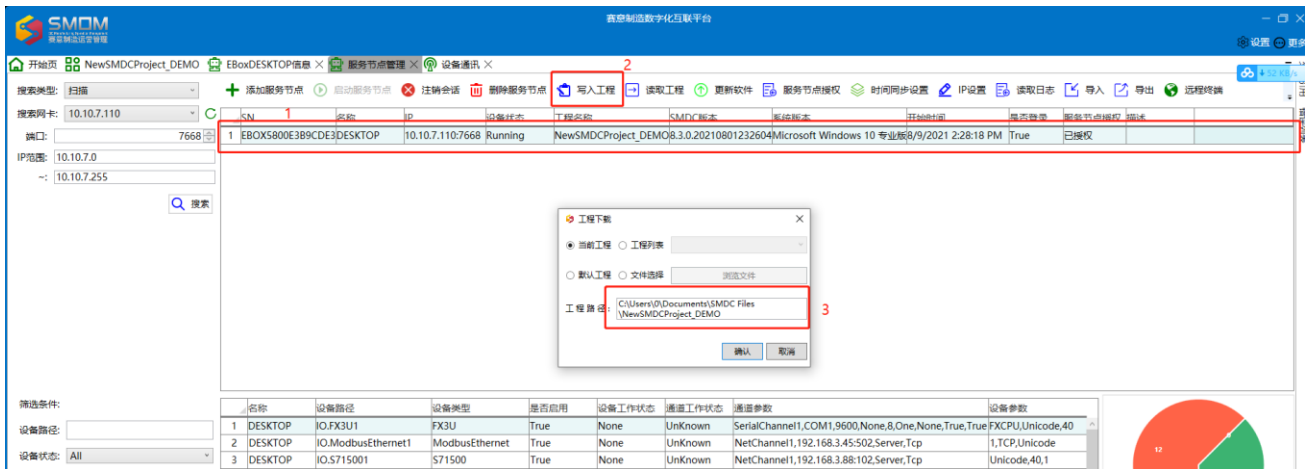 SMOM
赛意制造运营管理
赛意制造数字化互联平台
设置 更多
开始页 NewSMDCProject_DEMO EBoxDESKTOP信息 服务节点管理 设备通讯
2
搜索类型: 扫描
添加服务节点 启动服务节点 注销会话 删除服务节点 写入工程 读取工程 更新软件 服务节点授权 时间同步设置 IP设置 读取日志 导入 导出 远程终端
搜索网卡: 10.10.7.110
1
SN 名称 IP 设备状态 工程名称 SMDC版本 系统版本 开始时间 是否登录 服务节点授权 描述
端口: 7668
1 EBOX5800E3B9CDE3 DESKTOP 10.10.7.110:7668 Running NewSMDCProject_DEMO 8.3.0.20210801232604 Microsoft Windows 10 专业版 8/9/2021 2:28:18 PM True 已授权
IP范围: 10.10.7.0
~: 10.10.7.255
搜索
工程下载
当前工程 工程列表
默认工程 文件选择 浏览文件
工程路径: C:\Users\0\Documents\SMDC Files
\NewSMDCProject_DEMO
3
确认 取消
筛选条件:
名称 设备路径 设备类型 是否启用 设备工作状态 通道工作状态 通道参数 设备参数
设备路径:
1 DESKTOP IO.FX3U1 FX3U True None UnKnown SerialChannel1,COM1,9600,None,8,One,None,True,True FXCPU,Unicode,40
2 DESKTOP IO.ModbusEthernet1 ModbusEthernet True None UnKnown NetChannel1,192.168.3.45:502,Server,Tcp 1,TCP,Unicode
设备状态: All
3 DESKTOP IO.S715001 S71500 True None UnKnown NetChannel1,192.168.3.88:102,Server,Tcp Unicode,40,1
12